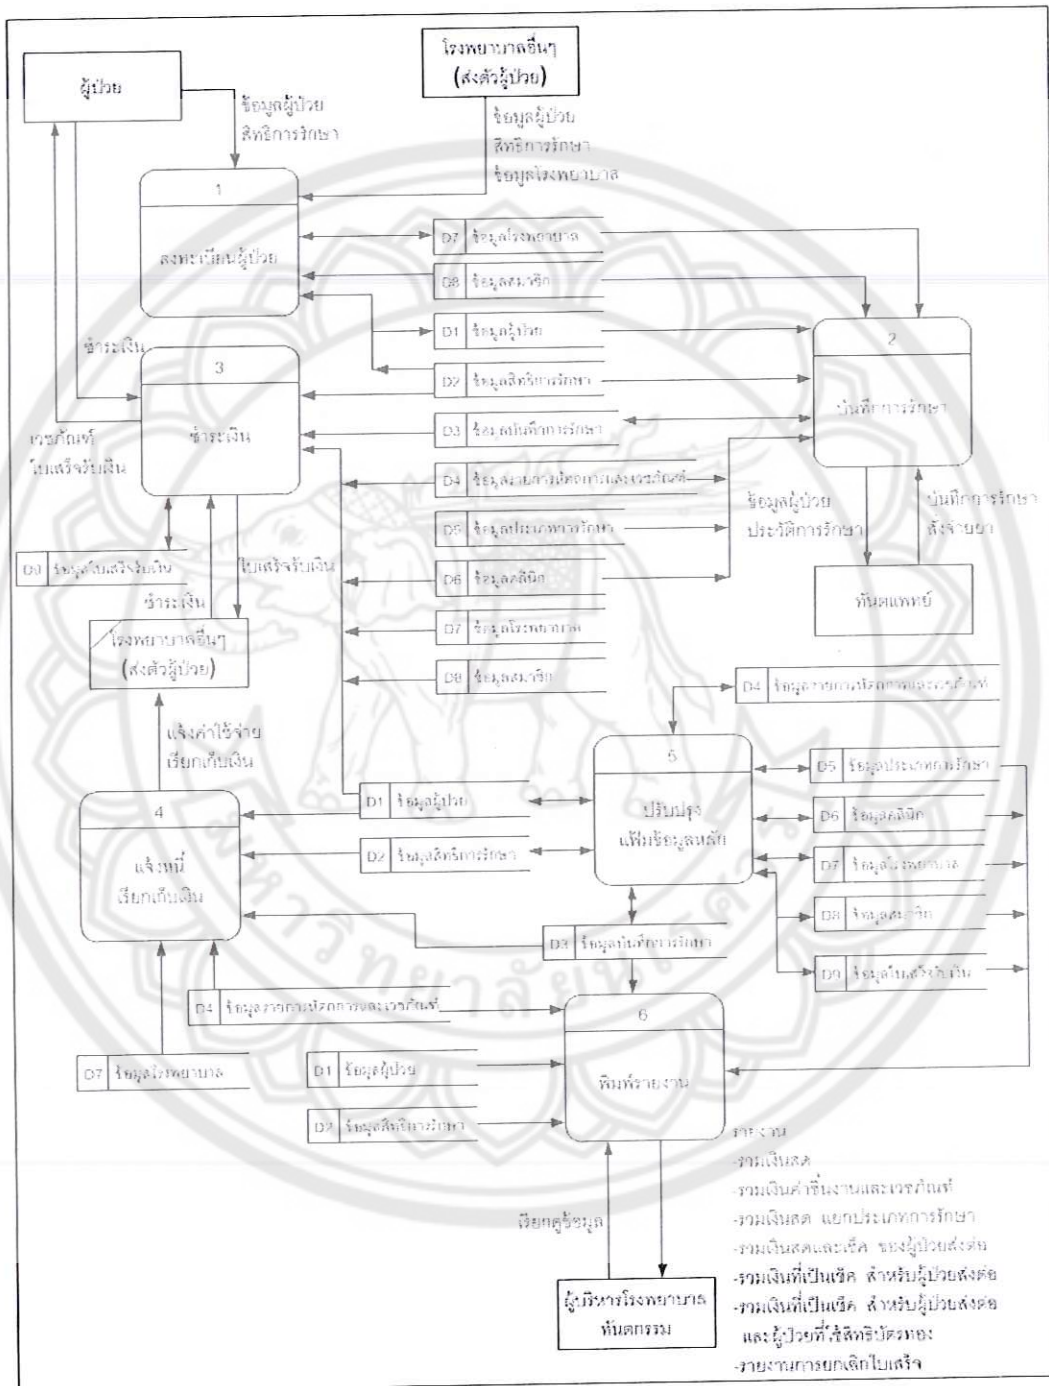 ผู้ป่วย
โรงพยาบาลอื่นๆ
(ส่งตัวผู้ป่วย)
ข้อมูลผู้ป่วย
สิทธิการรักษา
ข้อมูลผู้ป่วย
สิทธิการรักษา
ข้อมูลโรงพยาบาล
1
ลงทะเบียนผู้ป่วย
D7 ข้อมูลโรงพยาบาล
D8 ข้อมูลสมาชิก
D1 ข้อมูลผู้ป่วย
D2 ข้อมูลสิทธิการรักษา
D3 ข้อมูลบันทึกการรักษา
D4 ข้อมูลรายการหัตถการและเวชภัณฑ์
D5 ข้อมูลประเภทการรักษา
D6 ข้อมูลคลินิก
D7 ข้อมูลโรงพยาบาล
D8 ข้อมูลสมาชิก
2
บันทึกการรักษา
ข้อมูลผู้ป่วย
ประวัติการรักษา
บันทึกการรักษา
สั่งจ่ายยา
ทันตแพทย์
ชำระเงิน
3
ชำระเงิน
เวชภัณฑ์
ใบเสร็จรับเงิน
D9 ข้อมูลใบเสร็จรับเงิน
ใบเสร็จรับเงิน
ชำระเงิน
โรงพยาบาลอื่นๆ
(ส่งตัวผู้ป่วย)
แจ้งค่าใช้จ่าย
เรียกเก็บเงิน
4
แจ้งหนี้
เรียกเก็บเงิน
D4 ข้อมูลรายการหัตถการและเวชภัณฑ์
5
ปรับปรุง
แฟ้มข้อมูลหลัก
D1 ข้อมูลผู้ป่วย
D2 ข้อมูลสิทธิการรักษา
D3 ข้อมูลบันทึกการรักษา
D5 ข้อมูลประเภทการรักษา
D6 ข้อมูลคลินิก
D7 ข้อมูลโรงพยาบาล
D8 ข้อมูลสมาชิก
D9 ข้อมูลใบเสร็จรับเงิน
D4 ข้อมูลรายการหัตถการและเวชภัณฑ์
D7 ข้อมูลโรงพยาบาล
D1 ข้อมูลผู้ป่วย
D2 ข้อมูลสิทธิการรักษา
6
พิมพ์รายงาน
เรียกดูข้อมูล
ผู้บริหารโรงพยาบาล
ทันตกรรม
รายงาน
-รวมเงินสด
-รวมเงินค่าชิ้นงานและเวชภัณฑ์
-รวมเงินสด แยกประเภทการรักษา
-รวมเงินสดและเช็ค ของผู้ป่วยส่งต่อ
-รวมเงินที่เป็นเช็ค สำหรับผู้ป่วยส่งต่อ
-รวมเงินที่เป็นเช็ค สำหรับผู้ป่วยส่งต่อ
และผู้ป่วยที่ใช้สิทธิบัตรทอง
-รายงานการยกเลิกใบเสร็จ
มหาวิทยาลัยนเรศวร